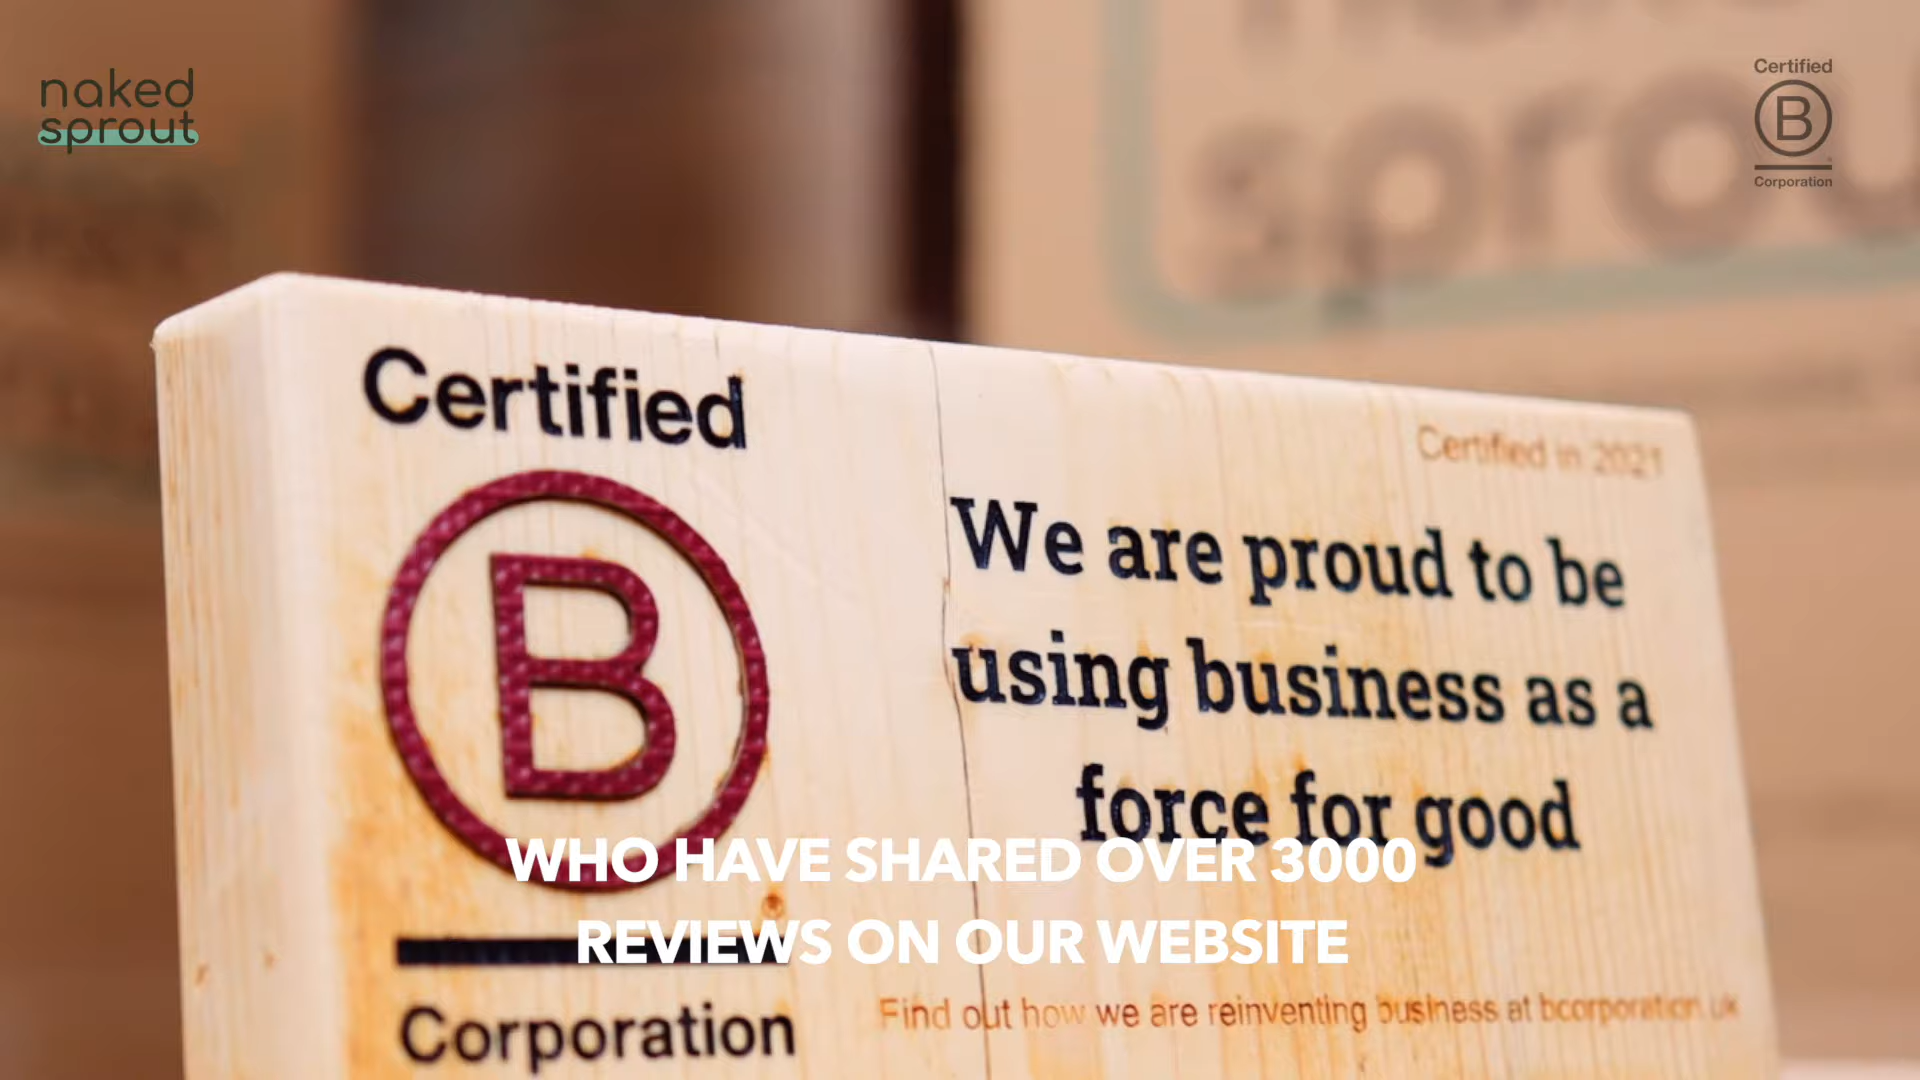 naked
sprout
Certified
B
Corporation
sprou
Certified
B
Corporation
Certified in 2021
We are proud to be
using business as a
force for good
WHO HAVE SHARED OVER 3000
REVIEWS ON OUR WEBSITE
Find out how we are reinventing business at bcorporation.uk